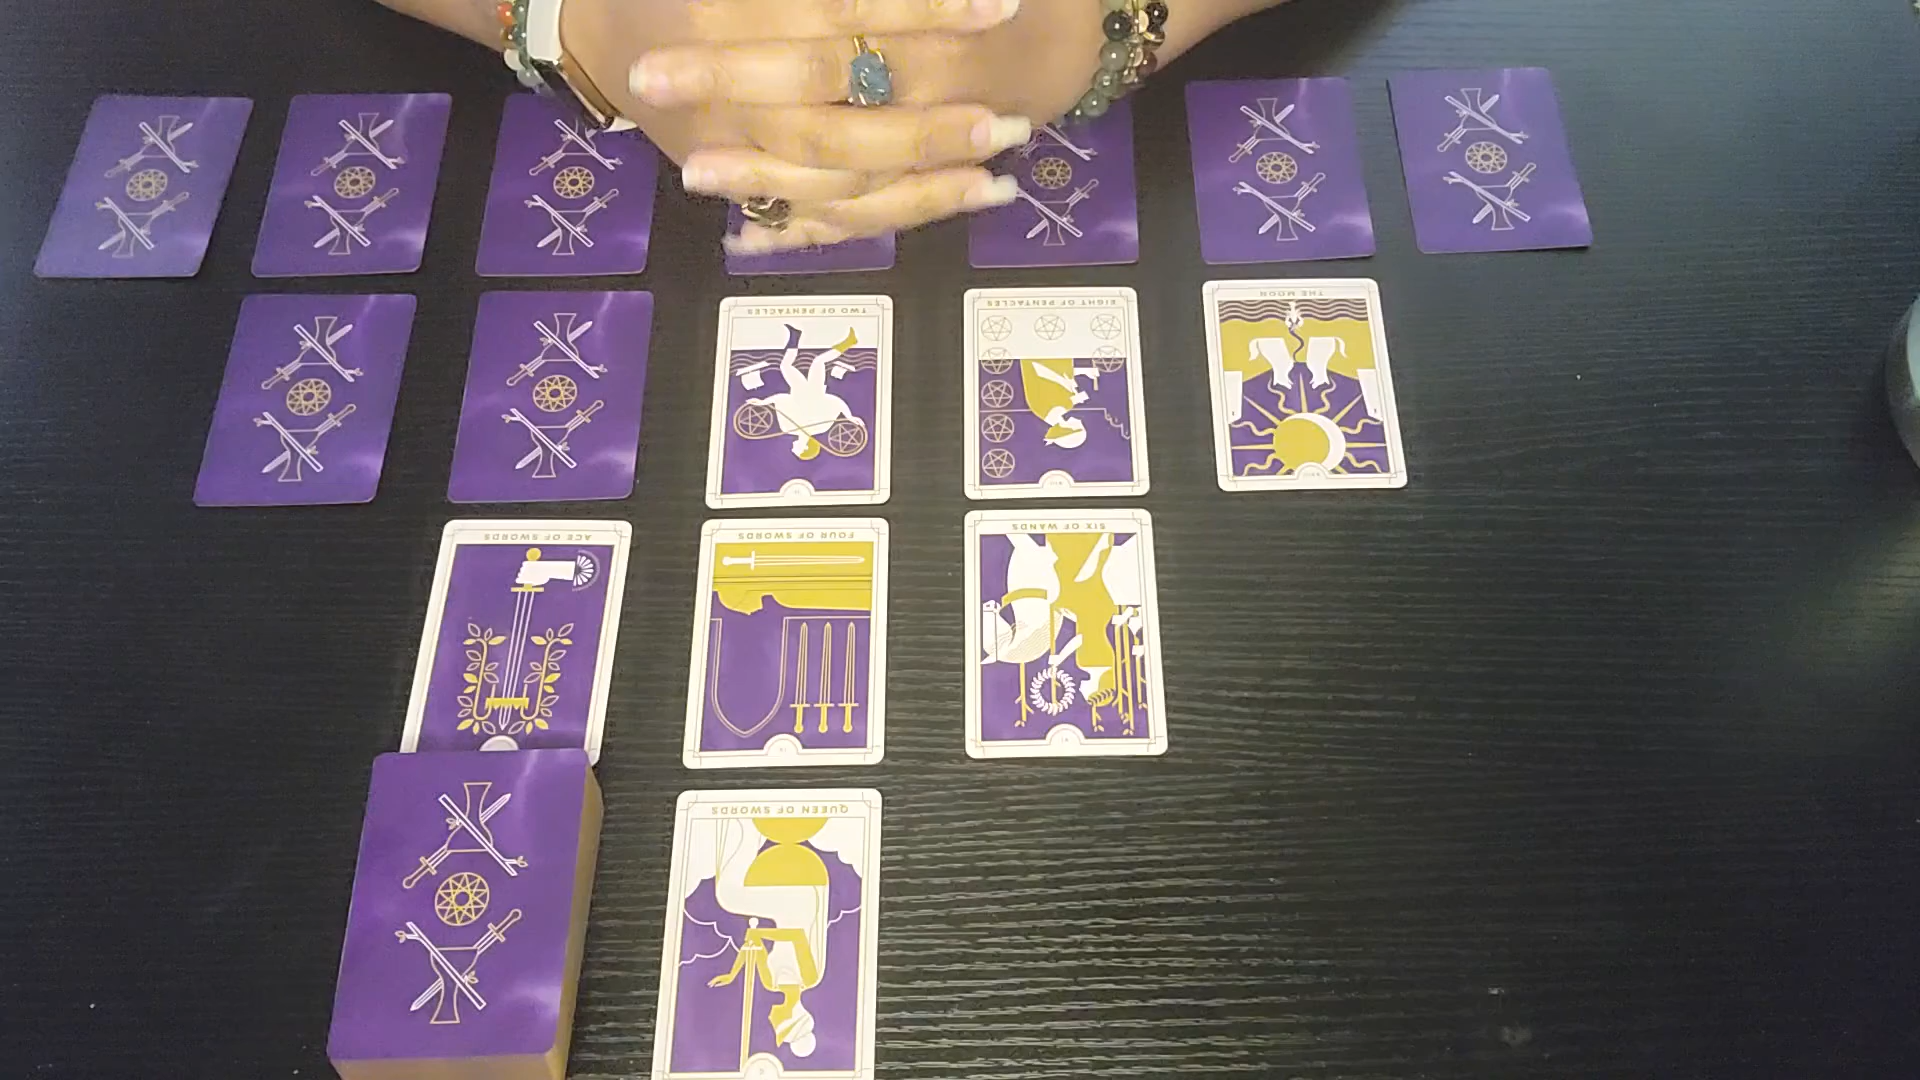 TWO OF PENTACLES
EIGHT OF PENTACLES
THE MOON
ACE OF SWORDS
FOUR OF SWORDS
SIX OF WANDS
QUEEN OF SWORDS